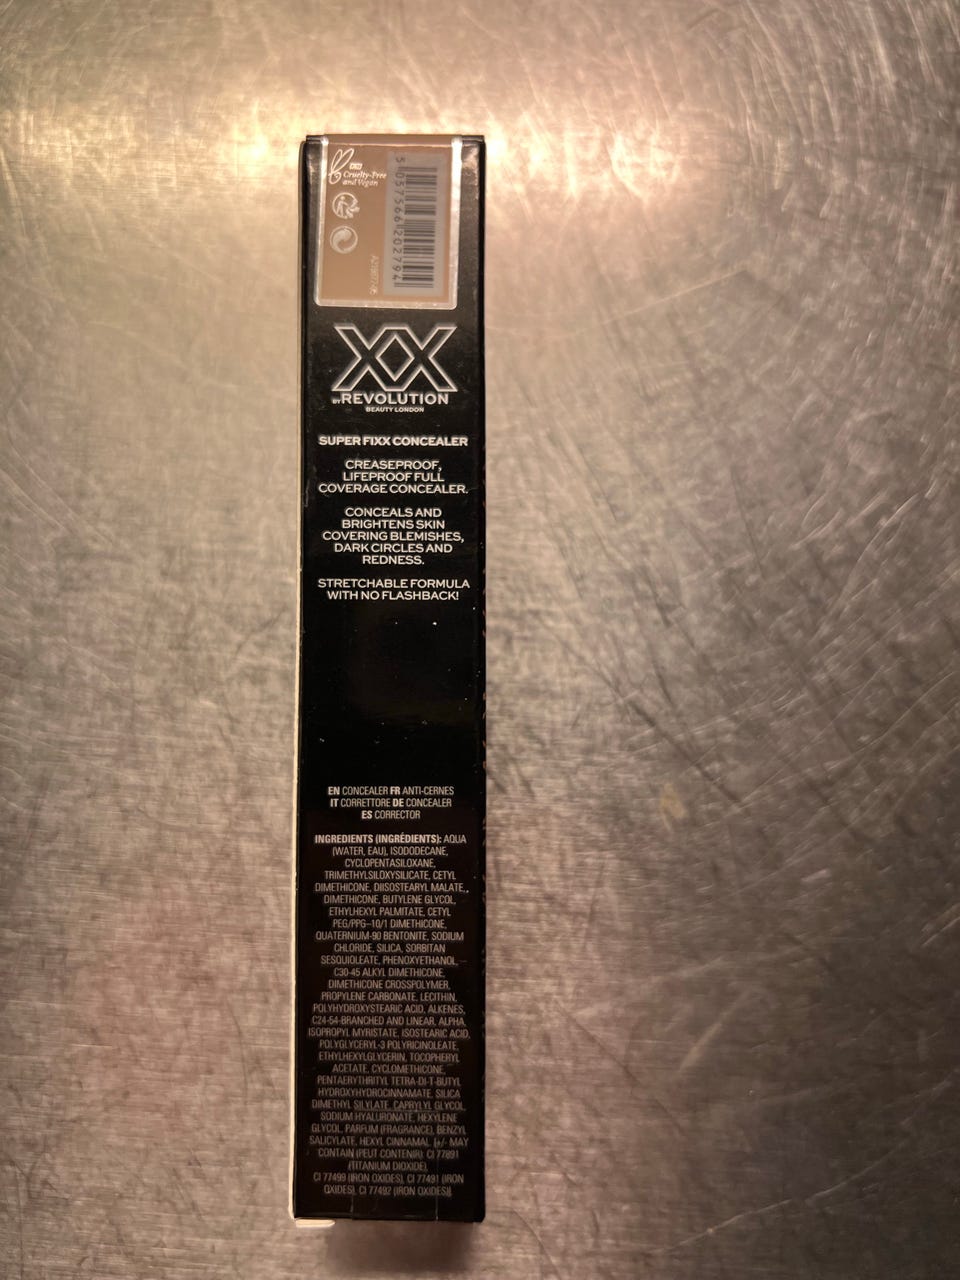 Cruelty-Free
and Vegan
5 057566 202794
XX
BY REVOLUTION
BEAUTY LONDON
SUPER FIXX CONCEALER
CREASEPROOF,
LIFEPROOF FULL
COVERAGE CONCEALER.
CONCEALS AND
BRIGHTENS SKIN
COVERING BLEMISHES,
DARK CIRCLES AND
REDNESS.
STRETCHABLE FORMULA
WITH NO FLASHBACK!
EN CONCEALER FR ANTI-CERNES
IT CORRETTORE DE CONCEALER
ES CORRECTOR
INGREDIENTS (INGRÉDIENTS): AQUA
(WATER, EAU), ISODODECANE,
CYCLOPENTASILOXANE,
TRIMETHYLSILOXYSILICATE, CETYL
DIMETHICONE, DIISOSTEARYL MALATE,
DIMETHICONE, BUTYLENE GLYCOL,
ETHYLHEXYL PALMITATE, CETYL
PEG/PPG-10/1 DIMETHICONE,
QUATERNIUM-90 BENTONITE, SODIUM
CHLORIDE, SILICA, SORBITAN
SESQUIOLEATE, PHENOXYETHANOL,
C30-45 ALKYL DIMETHICONE,
DIMETHICONE CROSSPOLYMER,
PROPYLENE CARBONATE, LECITHIN,
POLYHYDROXYSTEARIC ACID, ALKENES,
C24-54-BRANCHED AND LINEAR, ALPHA,
ISOPROPYL MYRISTATE, ISOSTEARIC ACID,
POLYGLYCERYL-3 POLYRICINOLEATE,
ETHYLHEXYLGLYCERIN, TOCOPHERYL
ACETATE, CYCLOMETHICONE,
PENTAERYTHRITYL TETRA-DI-T-BUTYL
HYDROXYHYDROCINNAMATE, SILICA
DIMETHYL SILYLATE, CAPRYLYL GLYCOL,
SODIUM HYALURONATE, HEXYLENE
GLYCOL, PARFUM (FRAGRANCE), BENZYL
SALICYLATE, HEXYL CINNAMAL. [+/- MAY
CONTAIN (PEUT CONTENIR): CI 77891
(TITANIUM DIOXIDE),
CI 77499 (IRON OXIDES), CI 77491 (IRON
OXIDES), CI 77492 (IRON OXIDES)]